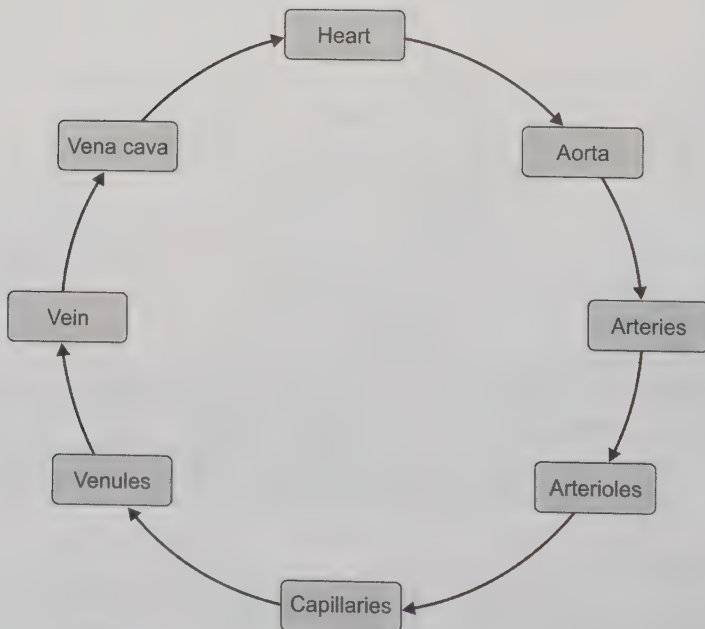 Heart
Aorta
Arteries
Arterioles
Capillaries
Venules
Vein
Vena cava